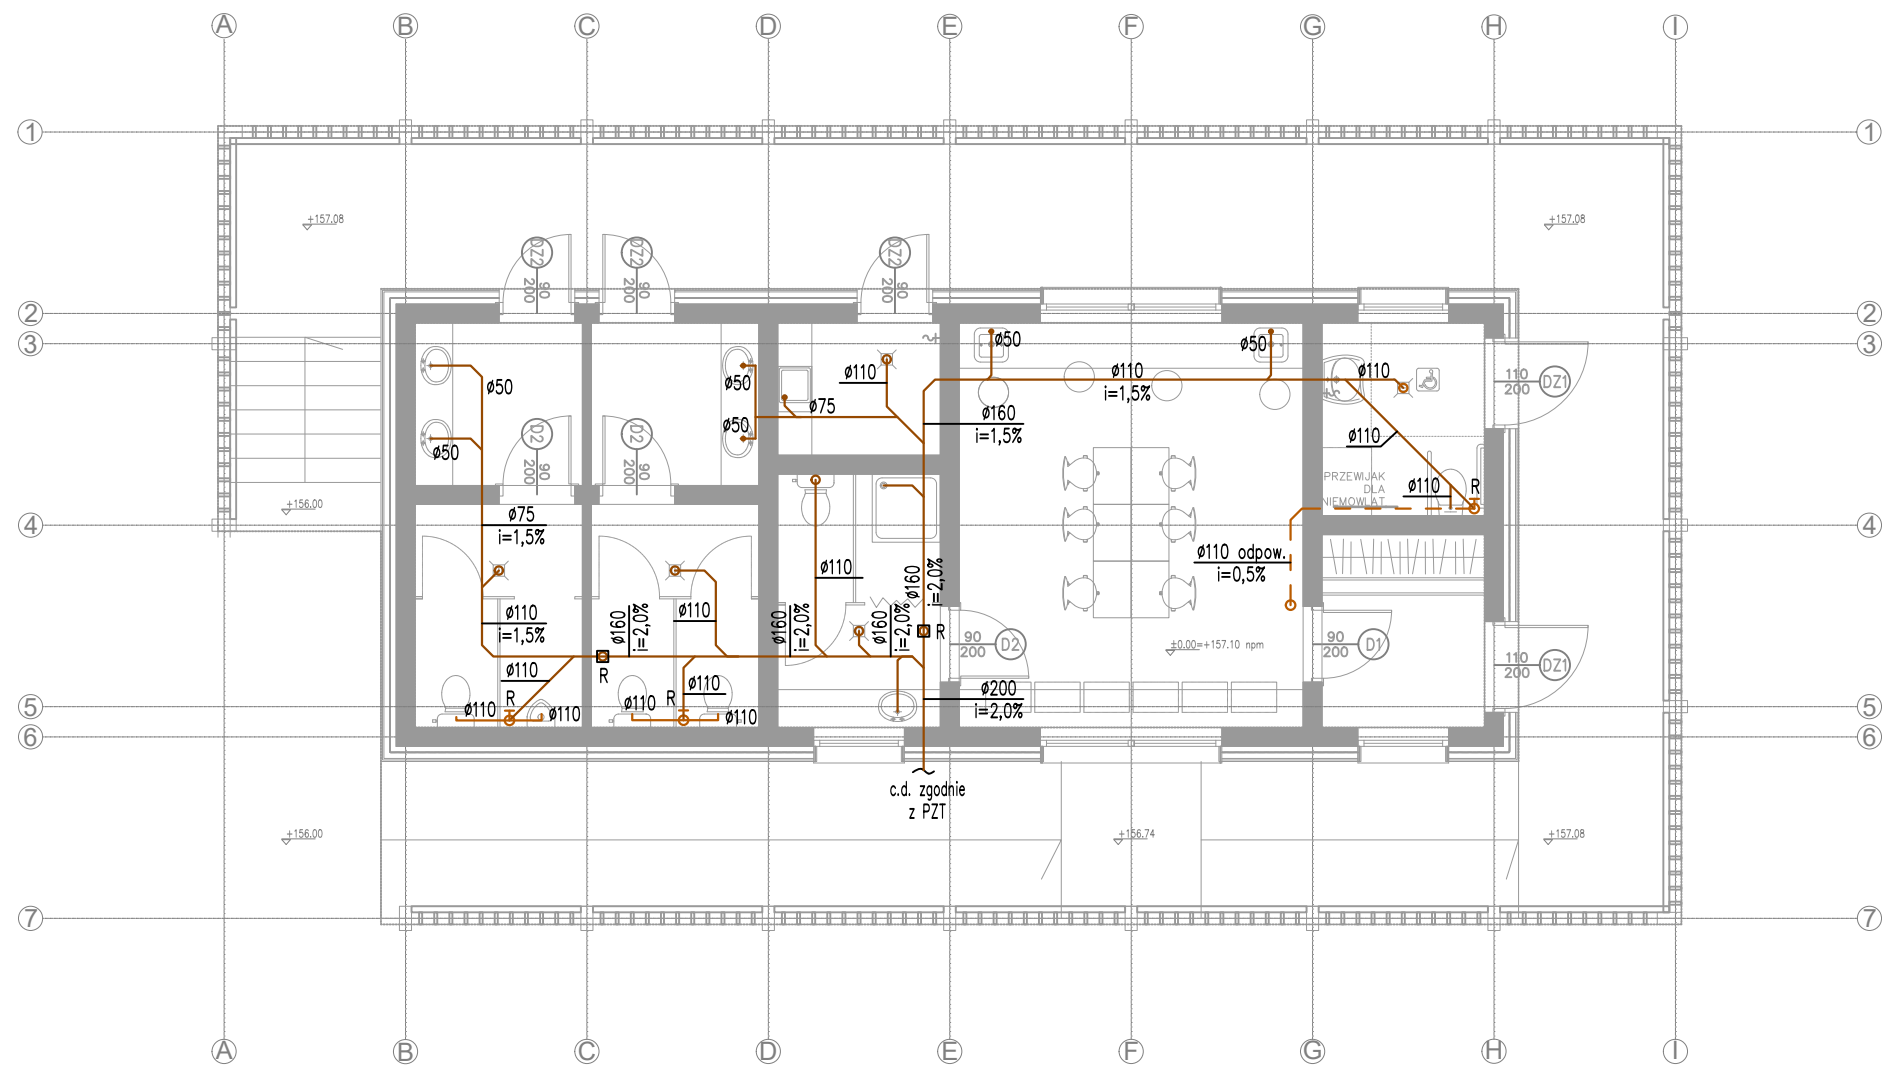 A B C D E F G H I
1 1
+157.08 +157.08
DZ2 90 200
DZ2 90 200
DZ2 90 200
2 2
3 3
ø50 ø50
ø50
ø50
ø110
ø75
ø50
ø50
ø110
i=1,5%
ø160
i=1,5%
ø110
110
200
DZ1
ø110
D2 90 200
D2 90 200
PRZEWIJAK
DLA
NIEMOWLĄT
ø110
R
+156.00
4 4
ø75
i=1,5%
ø110 odpow.
i=0,5%
ø110
ø160
i=2,0%
ø110
i=1,5%
ø160
i=2,0%
ø110
ø160
i=2,0%
ø160
i=2,0%
R
90
200
D2
±0.00=+157.10 npm
90
200
D1
110
200
DZ1
ø110
R
R
ø110
R
ø200
i=2,0%
5 5
ø110
ø110
ø110
ø110
6 6
c.d. zgodnie
z PZT
+156.00
+156.74
+157.08
7 7
A B C D E F G H I